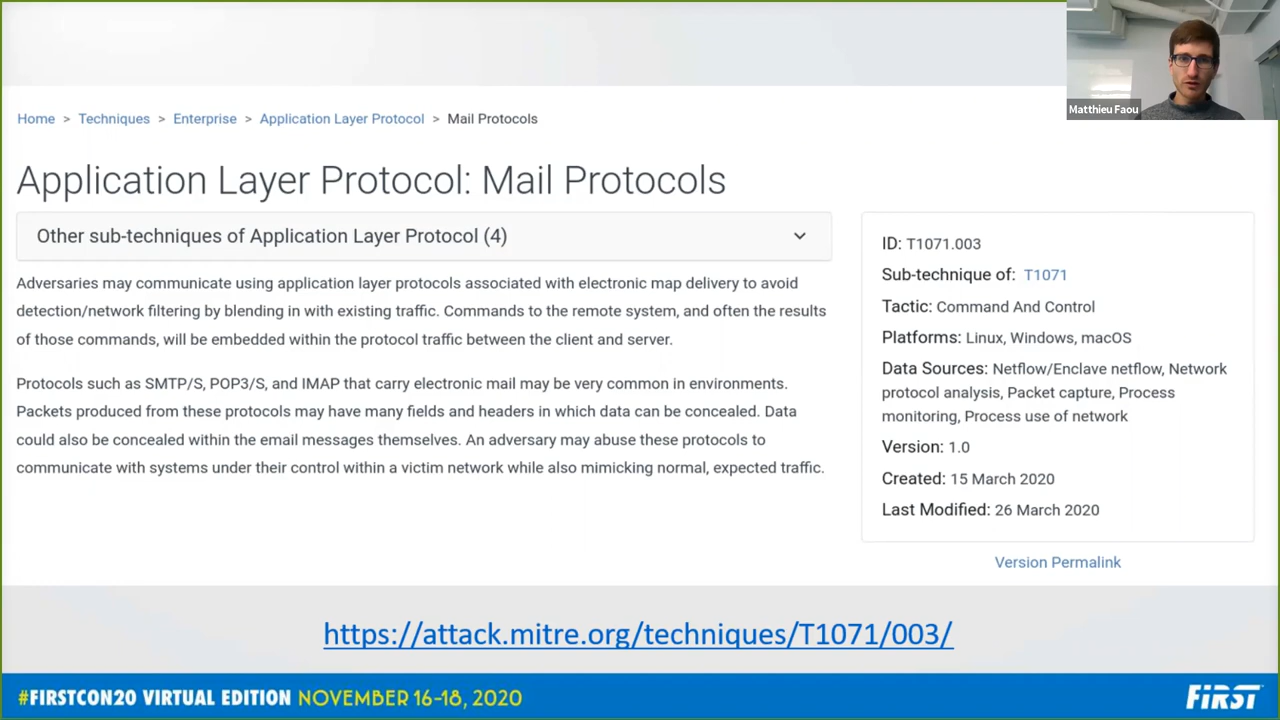 Matthieu Faou
Home > Techniques > Enterprise > Application Layer Protocol > Mail Protocols
Application Layer Protocol: Mail Protocols
Other sub-techniques of Application Layer Protocol (4)
Adversaries may communicate using application layer protocols associated with electronic map delivery to avoid
detection/network filtering by blending in with existing traffic. Commands to the remote system, and often the results
of those commands, will be embedded within the protocol traffic between the client and server.
Protocols such as SMTP/S, POP3/S, and IMAP that carry electronic mail may be very common in environments.
Packets produced from these protocols may have many fields and headers in which data can be concealed. Data
could also be concealed within the email messages themselves. An adversary may abuse these protocols to
communicate with systems under their control within a victim network while also mimicking normal, expected traffic.
ID: T1071.003
Sub-technique of: T1071
Tactic: Command And Control
Platforms: Linux, Windows, macOS
Data Sources: Netflow/Enclave netflow, Network
protocol analysis, Packet capture, Process
monitoring, Process use of network
Version: 1.0
Created: 15 March 2020
Last Modified: 26 March 2020
Version Permalink
https://attack.mitre.org/techniques/T1071/003/
#FIRSTCON20 VIRTUAL EDITION NOVEMBER 16-18, 2020
FiRST